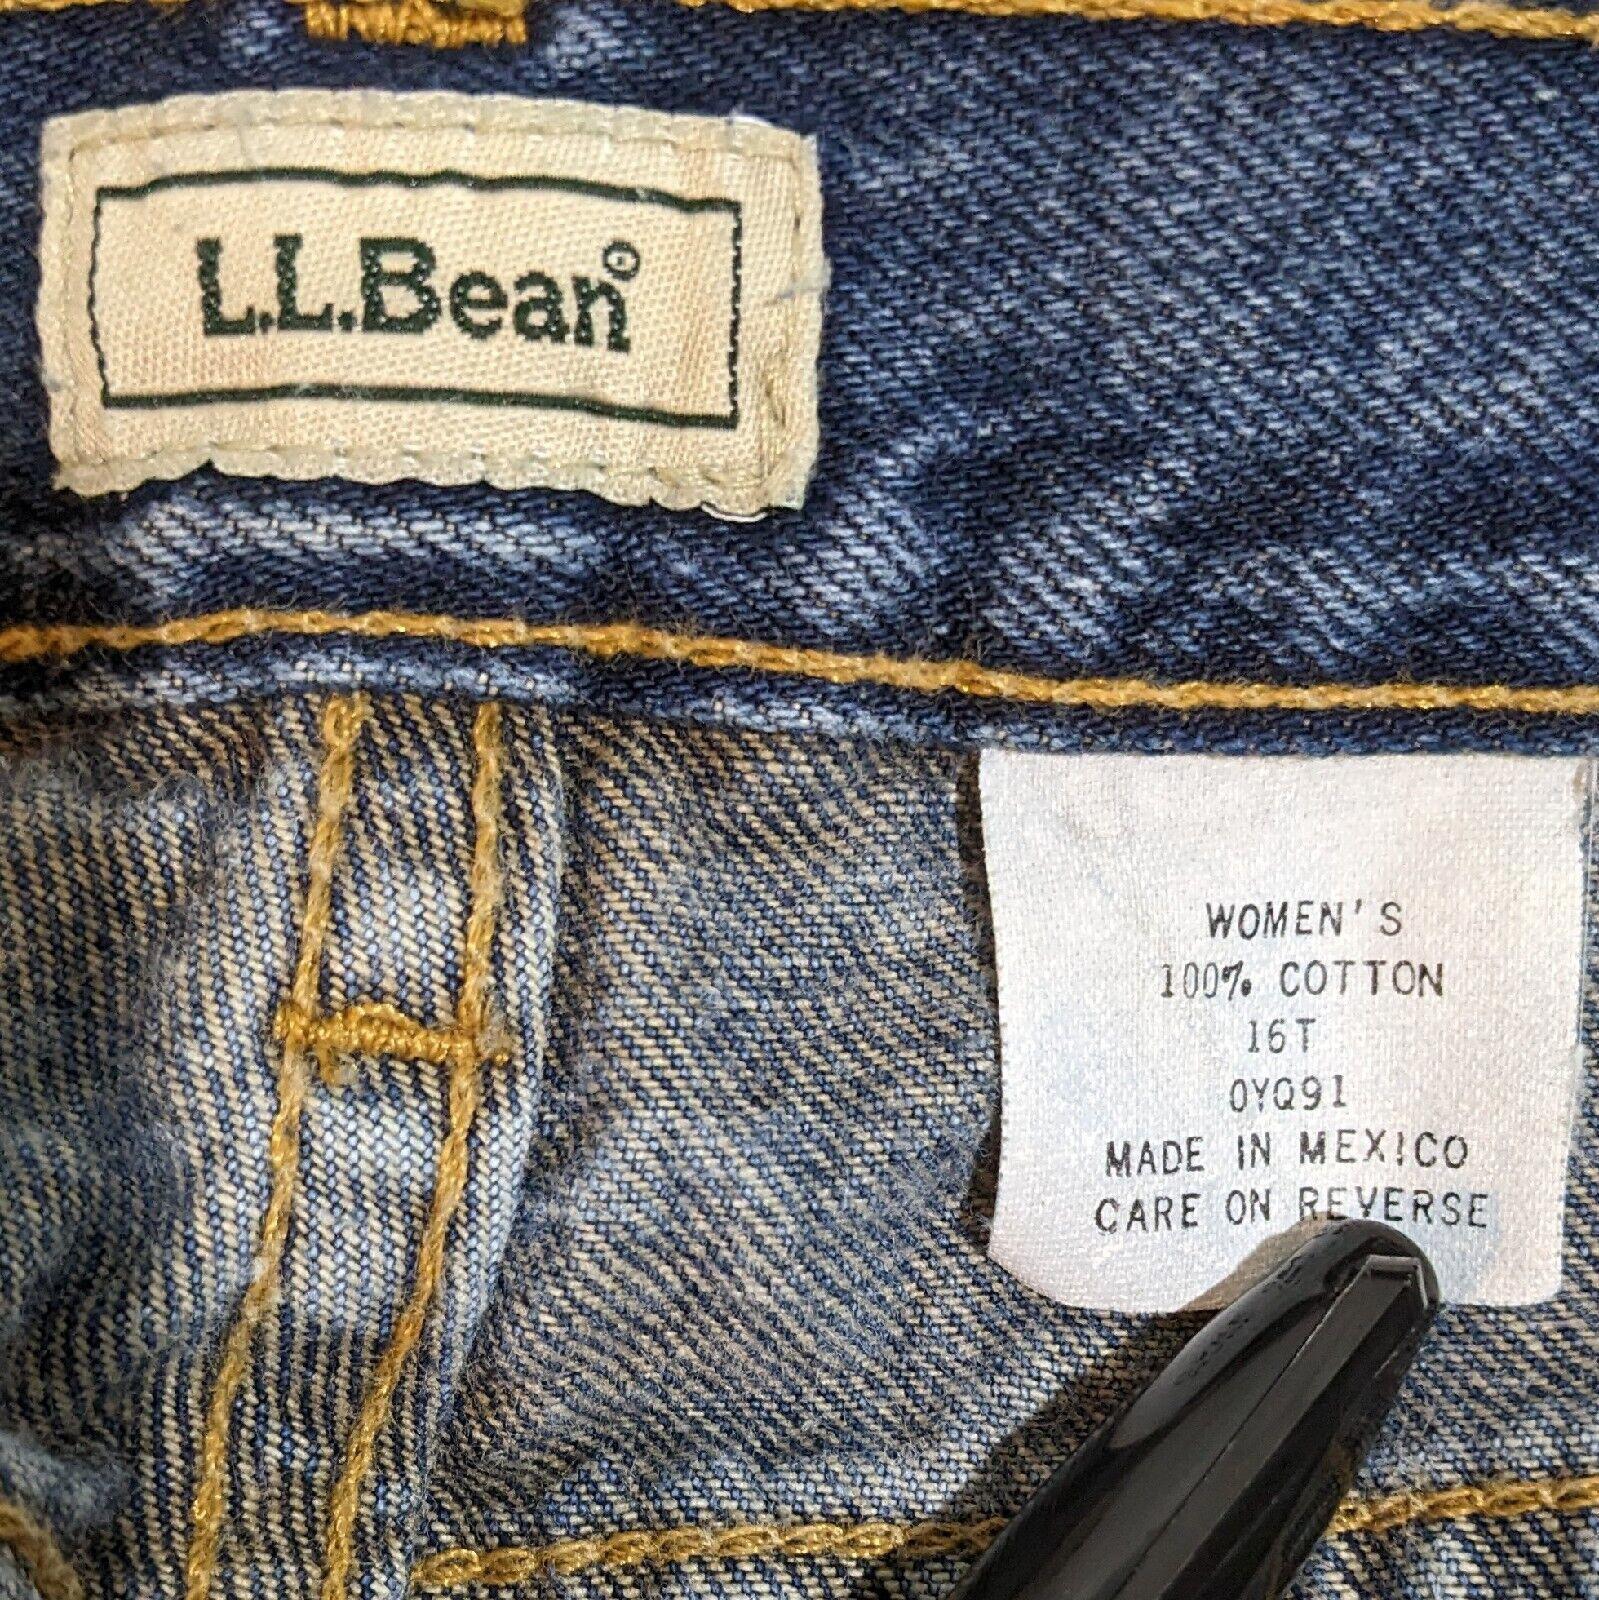 L.L.Bean
WOMEN'S
100% COTTON
16T
0YQ91
MADE IN MEXICO
CARE ON REVERSE